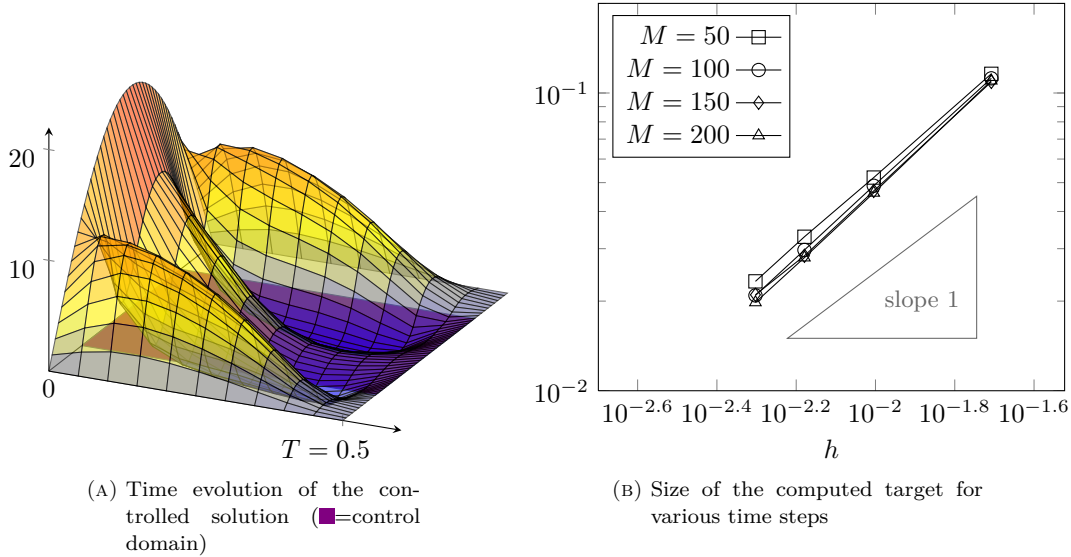 20
10
0
T = 0.5
(A) Time evolution of the con-
trolled solution (■=control
domain)
M = 50
M = 100
M = 150
M = 200
10^{-1}
10^{-2}
slope 1
10^{-2.6} 10^{-2.4} 10^{-2.2} 10^{-2} 10^{-1.8} 10^{-1.6}
h
(B) Size of the computed target for
various time steps